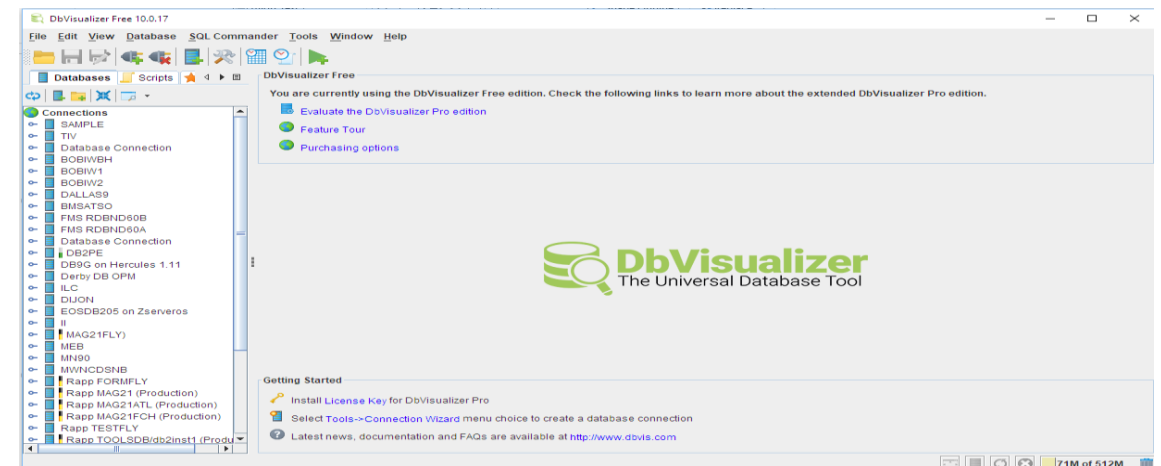 DbVisualizer Free 10.0.17
File Edit View Database SQL Commander Tools Window Help
Databases Scripts
Connections
SAMPLE
TIV
Database Connection
BOBIWBH
BOBIW1
BOBIW2
DALLAS9
BMSATSO
FMS RDBND60B
FMS RDBND60A
Database Connection
DB2PE
DB9G on Hercules 1.11
Derby DB OPM
ILC
DIJON
EOSDB205 on Zserveros
II
MAG21FLY)
MEB
MN90
MWNCDSNB
Rapp FORMFLY
Rapp MAG21 (Production)
Rapp MAG21ATL (Production)
Rapp MAG21FCH (Production)
Rapp TESTFLY
Rapp TOOLSDB/db2inst1 (Produ
DbVisualizer Free
You are currently using the DbVisualizer Free edition. Check the following links to learn more about the extended DbVisualizer Pro edition.
Evaluate the DbVisualizer Pro edition
Feature Tour
Purchasing options
DbVisualizer
The Universal Database Tool
Getting Started
Install License Key for DbVisualizer Pro
Select Tools->Connection Wizard menu choice to create a database connection
Latest news, documentation and FAQs are available at http://www.dbvis.com
71M of 512M